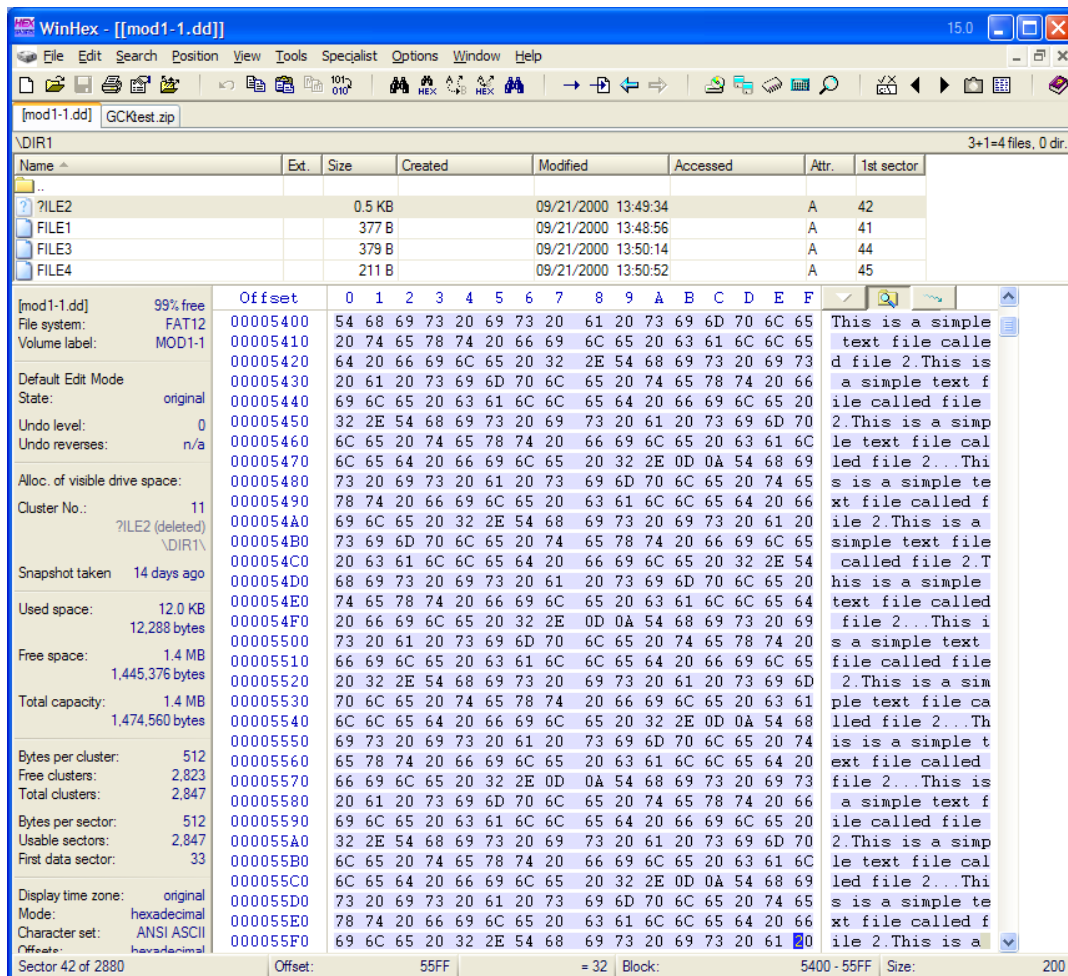 WinHex - [[mod1-1.dd]] 15.0
File Edit Search Position View Tools Specialist Options Window Help
[mod1-1.dd] GCKtest.zip
\DIR1 3+1=4 files, 0 dir.
Name Ext. Size Created Modified Accessed Attr. 1st sector
..
?ILE2 0.5 KB 09/21/2000 13:49:34 A 42
FILE1 377 B 09/21/2000 13:48:56 A 41
FILE3 379 B 09/21/2000 13:50:14 A 44
FILE4 211 B 09/21/2000 13:50:52 A 45
[mod1-1.dd] 99% free
File system: FAT12
Volume label: MOD1-1
Default Edit Mode
State: original
Undo level: 0
Undo reverses: n/a
Alloc. of visible drive space:
Cluster No.: 11
?ILE2 (deleted)
\DIR1\
Snapshot taken 14 days ago
Used space: 12.0 KB
12,288 bytes
Free space: 1.4 MB
1,445,376 bytes
Total capacity: 1.4 MB
1,474,560 bytes
Bytes per cluster: 512
Free clusters: 2,823
Total clusters: 2,847
Bytes per sector: 512
Usable sectors: 2,847
First data sector: 33
Display time zone: original
Mode: hexadecimal
Character set: ANSI ASCII
Offsets: hexadecimal
Offset 0 1 2 3 4 5 6 7 8 9 A B C D E F
00005400 54 68 69 73 20 69 73 20 61 20 73 69 6D 70 6C 65 This is a simple
00005410 20 74 65 78 74 20 66 69 6C 65 20 63 61 6C 6C 65 text file calle
00005420 64 20 66 69 6C 65 20 32 2E 54 68 69 73 20 69 73 d file 2.This is
00005430 20 61 20 73 69 6D 70 6C 65 20 74 65 78 74 20 66 a simple text f
00005440 69 6C 65 20 63 61 6C 6C 65 64 20 66 69 6C 65 20 ile called file
00005450 32 2E 54 68 69 73 20 69 73 20 61 20 73 69 6D 70 2.This is a simp
00005460 6C 65 20 74 65 78 74 20 66 69 6C 65 20 63 61 6C le text file cal
00005470 6C 65 64 20 66 69 6C 65 20 32 2E 0D 0A 54 68 69 led file 2...Thi
00005480 73 20 69 73 20 61 20 73 69 6D 70 6C 65 20 74 65 s is a simple te
00005490 78 74 20 66 69 6C 65 20 63 61 6C 6C 65 64 20 66 xt file called f
000054A0 69 6C 65 20 32 2E 54 68 69 73 20 69 73 20 61 20 ile 2.This is a
000054B0 73 69 6D 70 6C 65 20 74 65 78 74 20 66 69 6C 65 simple text file
000054C0 20 63 61 6C 6C 65 64 20 66 69 6C 65 20 32 2E 54 called file 2.T
000054D0 68 69 73 20 69 73 20 61 20 73 69 6D 70 6C 65 20 his is a simple
000054E0 74 65 78 74 20 66 69 6C 65 20 63 61 6C 6C 65 64 text file called
000054F0 20 66 69 6C 65 20 32 2E 0D 0A 54 68 69 73 20 69 file 2...This i
00005500 73 20 61 20 73 69 6D 70 6C 65 20 74 65 78 74 20 s a simple text
00005510 66 69 6C 65 20 63 61 6C 6C 65 64 20 66 69 6C 65 file called file
00005520 20 32 2E 54 68 69 73 20 69 73 20 61 20 73 69 6D 2.This is a sim
00005530 70 6C 65 20 74 65 78 74 20 66 69 6C 65 20 63 61 ple text file ca
00005540 6C 6C 65 64 20 66 69 6C 65 20 32 2E 0D 0A 54 68 lled file 2...Th
00005550 69 73 20 69 73 20 61 20 73 69 6D 70 6C 65 20 74 is is a simple t
00005560 65 78 74 20 66 69 6C 65 20 63 61 6C 6C 65 64 20 ext file called
00005570 66 69 6C 65 20 32 2E 0D 0A 54 68 69 73 20 69 73 file 2...This is
00005580 20 61 20 73 69 6D 70 6C 65 20 74 65 78 74 20 66 a simple text f
00005590 69 6C 65 20 63 61 6C 6C 65 64 20 66 69 6C 65 20 ile called file
000055A0 32 2E 54 68 69 73 20 69 73 20 61 20 73 69 6D 70 2.This is a simp
000055B0 6C 65 20 74 65 78 74 20 66 69 6C 65 20 63 61 6C le text file cal
000055C0 6C 65 64 20 66 69 6C 65 20 32 2E 0D 0A 54 68 69 led file 2...Thi
000055D0 73 20 69 73 20 61 20 73 69 6D 70 6C 65 20 74 65 s is a simple te
000055E0 78 74 20 66 69 6C 65 20 63 61 6C 6C 65 64 20 66 xt file called f
000055F0 69 6C 65 20 32 2E 54 68 69 73 20 69 73 20 61 20 ile 2.This is a
Sector 42 of 2880 Offset: 55FF = 32 Block: 5400 - 55FF Size: 200